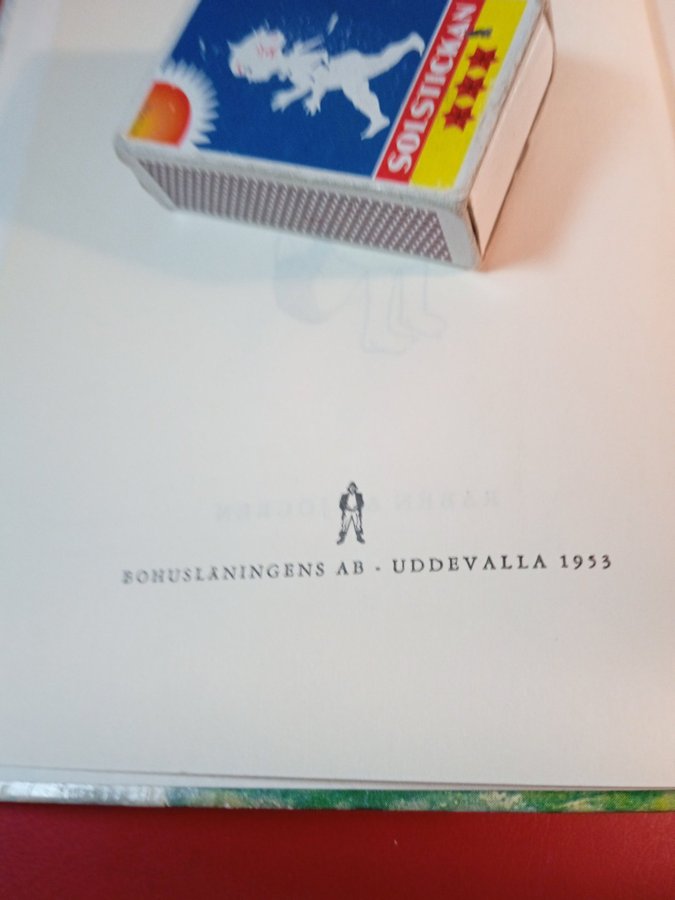 SOLSTICKAN
BOHUSLÄNINGENS AB - UDDEVALLA 1953